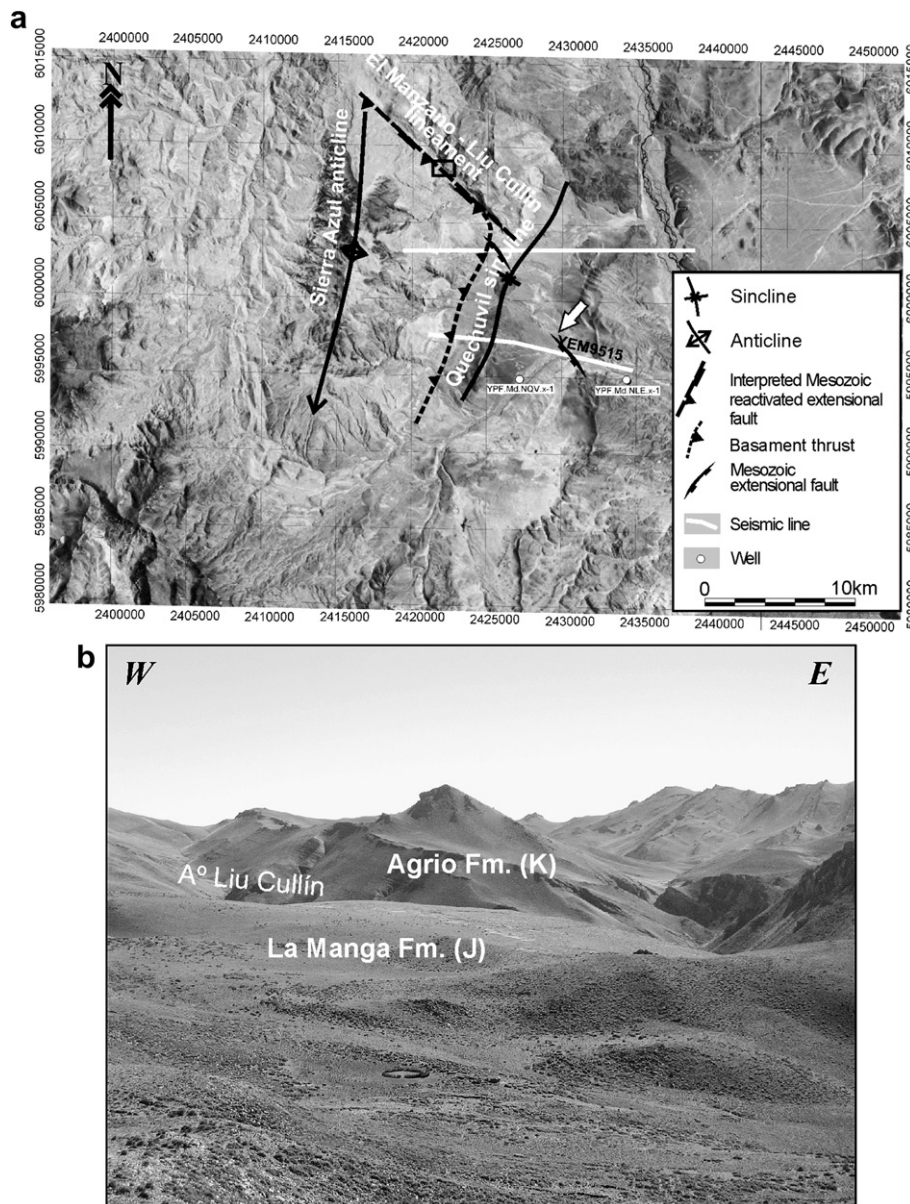 a
2400000 2405000 2410000 2415000 2420000 2425000 2430000 2435000 2440000 2445000 2450000
6015000
6010000
6005000
6000000
5995000
5990000
5985000
5980000
N
El Manzano - Liu Cullín
lineament
Sierra Azul anticline
Quechuvil sincline
XEM9515
YPF.Md.NQV.x-1
YPF.Md.NLE.x-1
Sincline
Anticline
Interpreted Mesozoic
reactivated extensional
fault
Basament thrust
Mesozoic
extensional fault
Seismic line
Well
0 10km
2400000 2405000 2410000 2415000 2420000 2425000 2430000 2435000 2440000 2445000 2450000
b
W E
Agrio Fm. (K)
Aº Liu Cullín
La Manga Fm. (J)